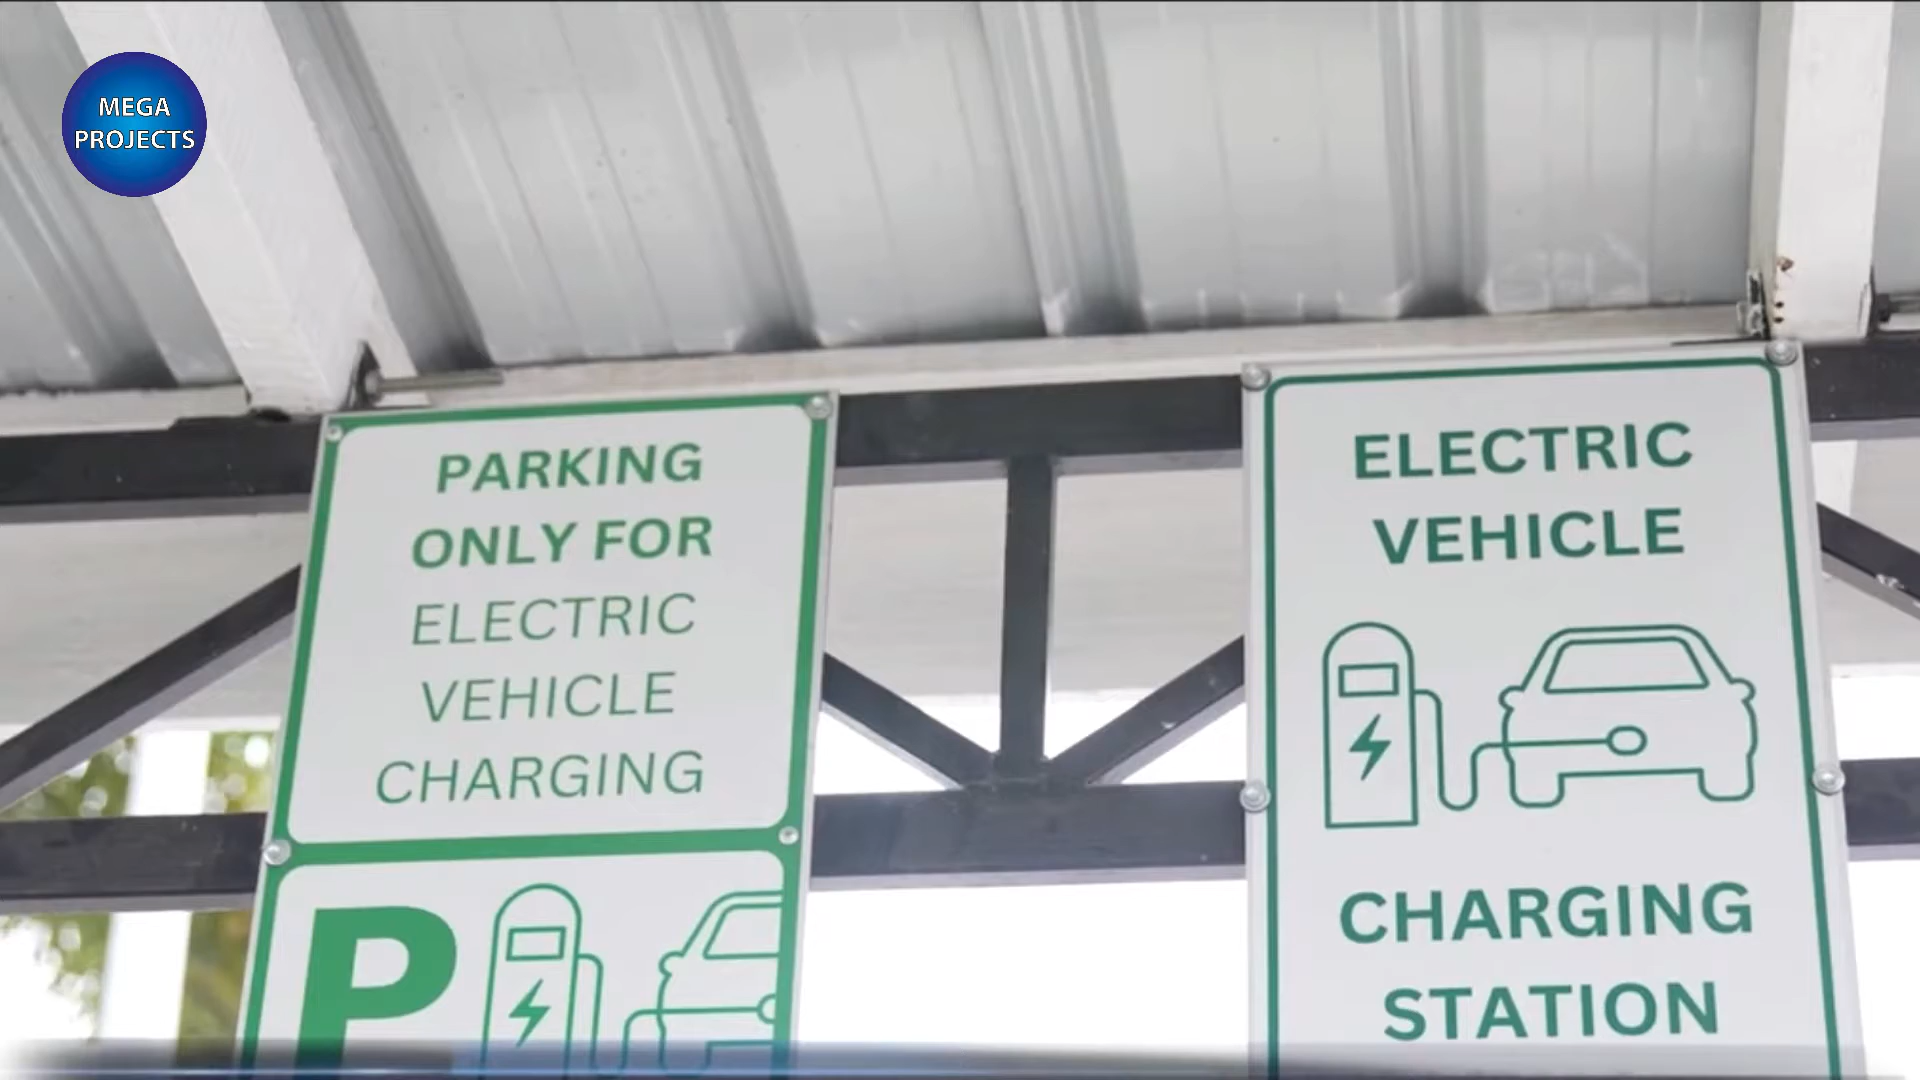 MEGA
PROJECTS
PARKING
ONLY FOR
ELECTRIC
VEHICLE
CHARGING
P
ELECTRIC
VEHICLE
CHARGING
STATION